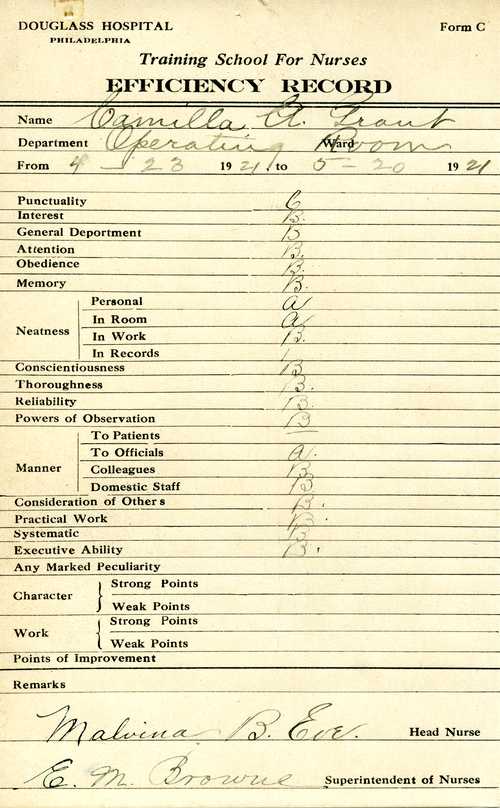 DOUGLASS HOSPITAL Form C
PHILADELPHIA
Training School For Nurses
EFFICIENCY RECORD
Name Camilla A. Grant
Department Operating Ward Room
From 4 - 23 1921, to 5 - 20 1921
Punctuality C
Interest B.
General Department B
Attention B.
Obedience B.
Memory B.
Neatness
Personal a
In Room a
In Work B.
In Records
Conscientiousness B
Thoroughness B.
Reliability B.
Powers of Observation B
Manner
To Patients —
To Officials a.
Colleagues B
Domestic Staff B
Consideration of Others B.
Practical Work B.
Systematic B.
Executive Ability B.
Any Marked Peculiarity
Character
Strong Points
Weak Points
Work
Strong Points
Weak Points
Points of Improvement
Remarks
Malvina B. Eve. Head Nurse
E. M. Browne Superintendent of Nurses